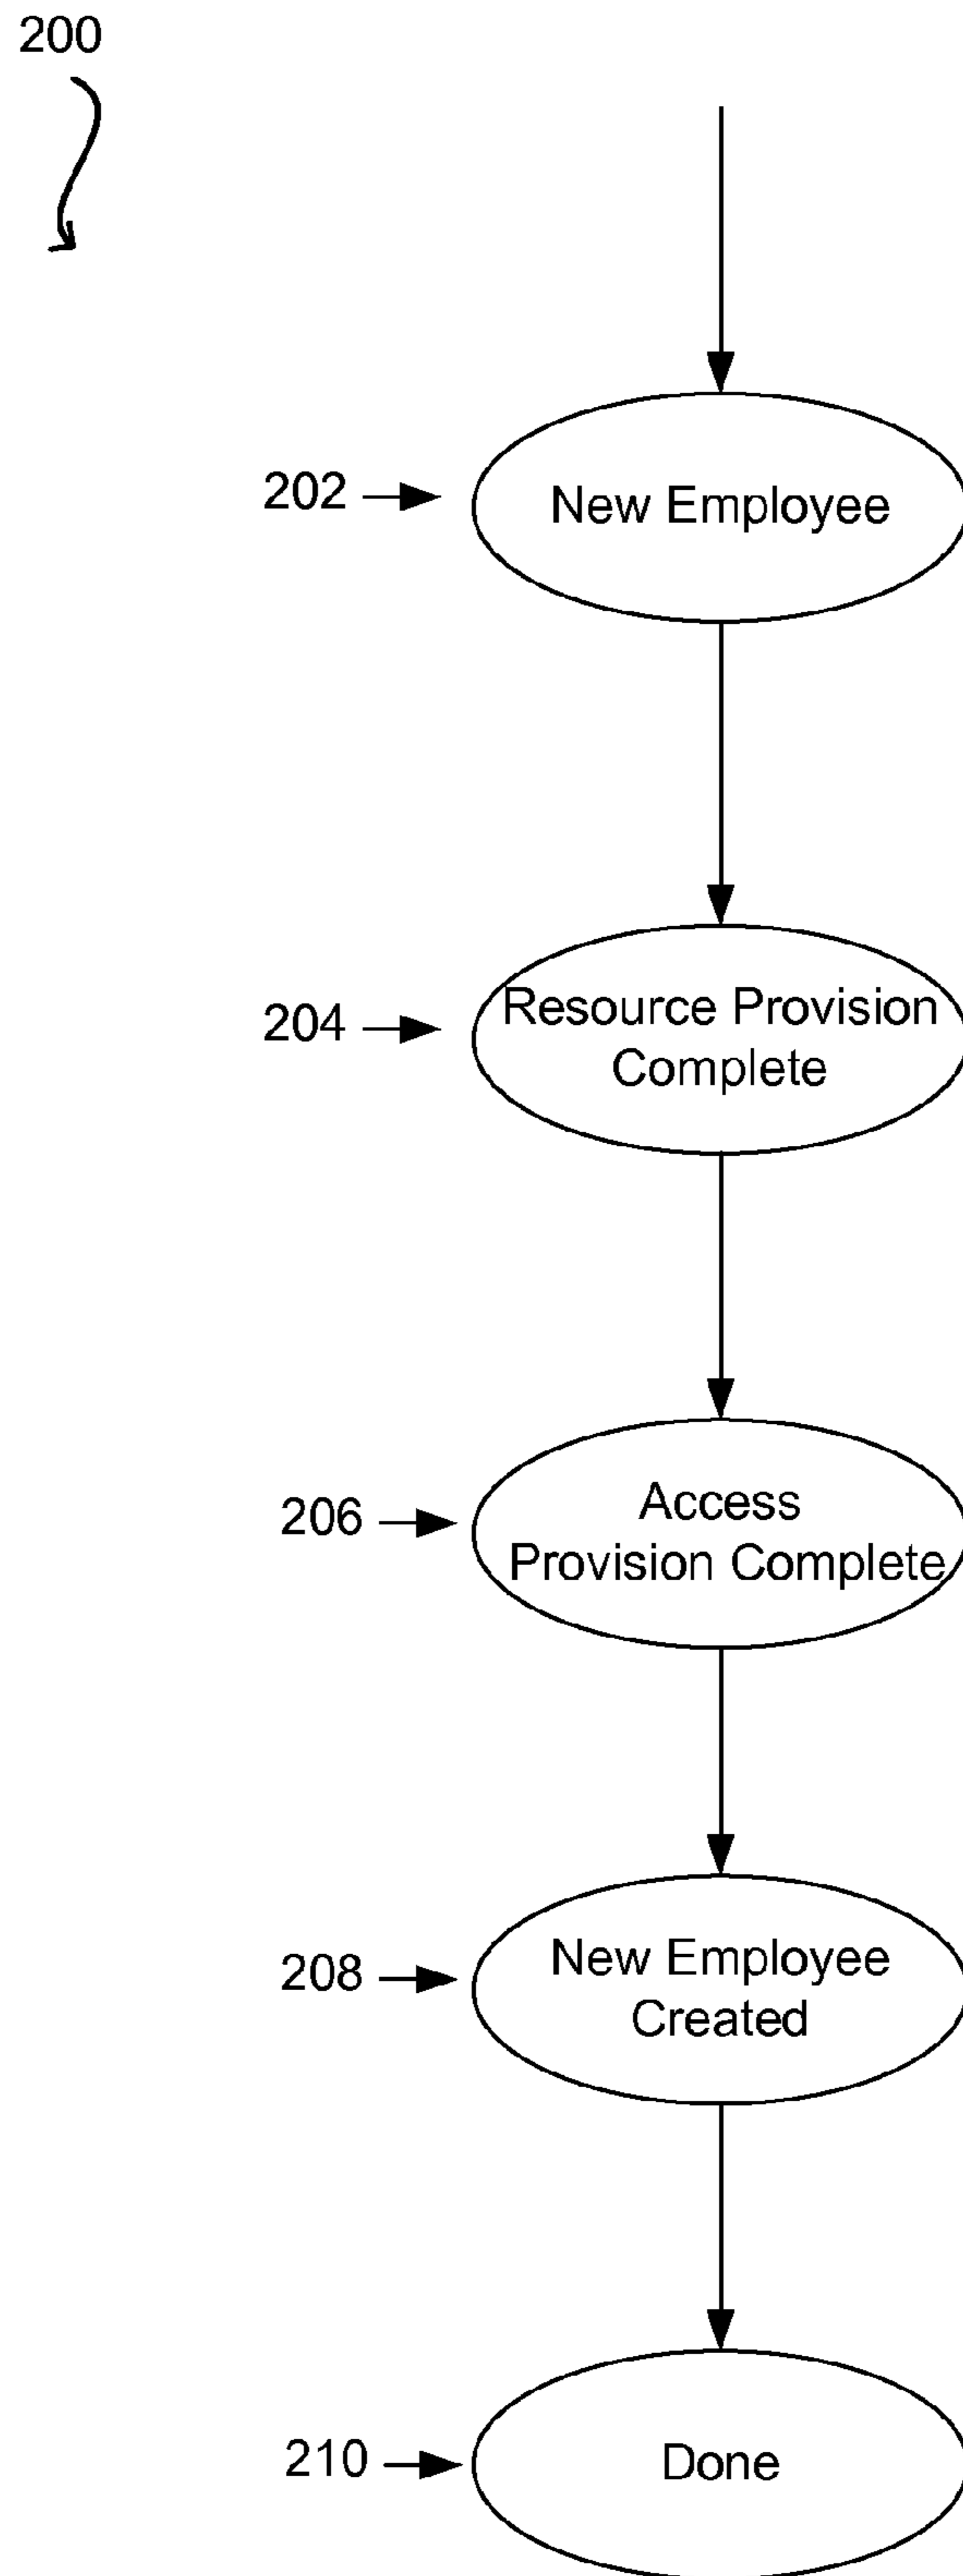 200
202
New Employee
204
Resource Provision
Complete
206
Access
Provision Complete
208
New Employee
Created
210
Done